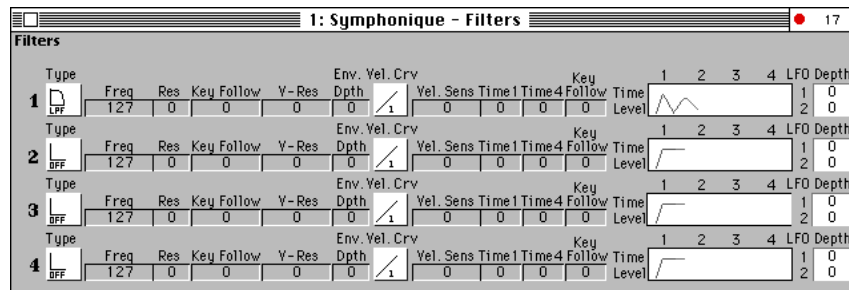 1: Symphonique - Filters 17
Filters
Type Env. Vel. Crv Key 1 2 3 4 LFO Depth
Freq Res Key Follow V-Res Dpth Vel. Sens Time1 Time4 Follow Time 1 0
1 LPF 127 0 0 0 0 1 0 0 0 0 Level 2 0
Type Env. Vel. Crv Key 1 2 3 4 LFO Depth
Freq Res Key Follow V-Res Dpth Vel. Sens Time1 Time4 Follow Time 1 0
2 OFF 127 0 0 0 0 1 0 0 0 0 Level 2 0
Type Env. Vel. Crv Key 1 2 3 4 LFO Depth
Freq Res Key Follow V-Res Dpth Vel. Sens Time1 Time4 Follow Time 1 0
3 OFF 127 0 0 0 0 1 0 0 0 0 Level 2 0
Type Env. Vel. Crv Key 1 2 3 4 LFO Depth
Freq Res Key Follow V-Res Dpth Vel. Sens Time1 Time4 Follow Time 1 0
4 OFF 127 0 0 0 0 1 0 0 0 0 Level 2 0